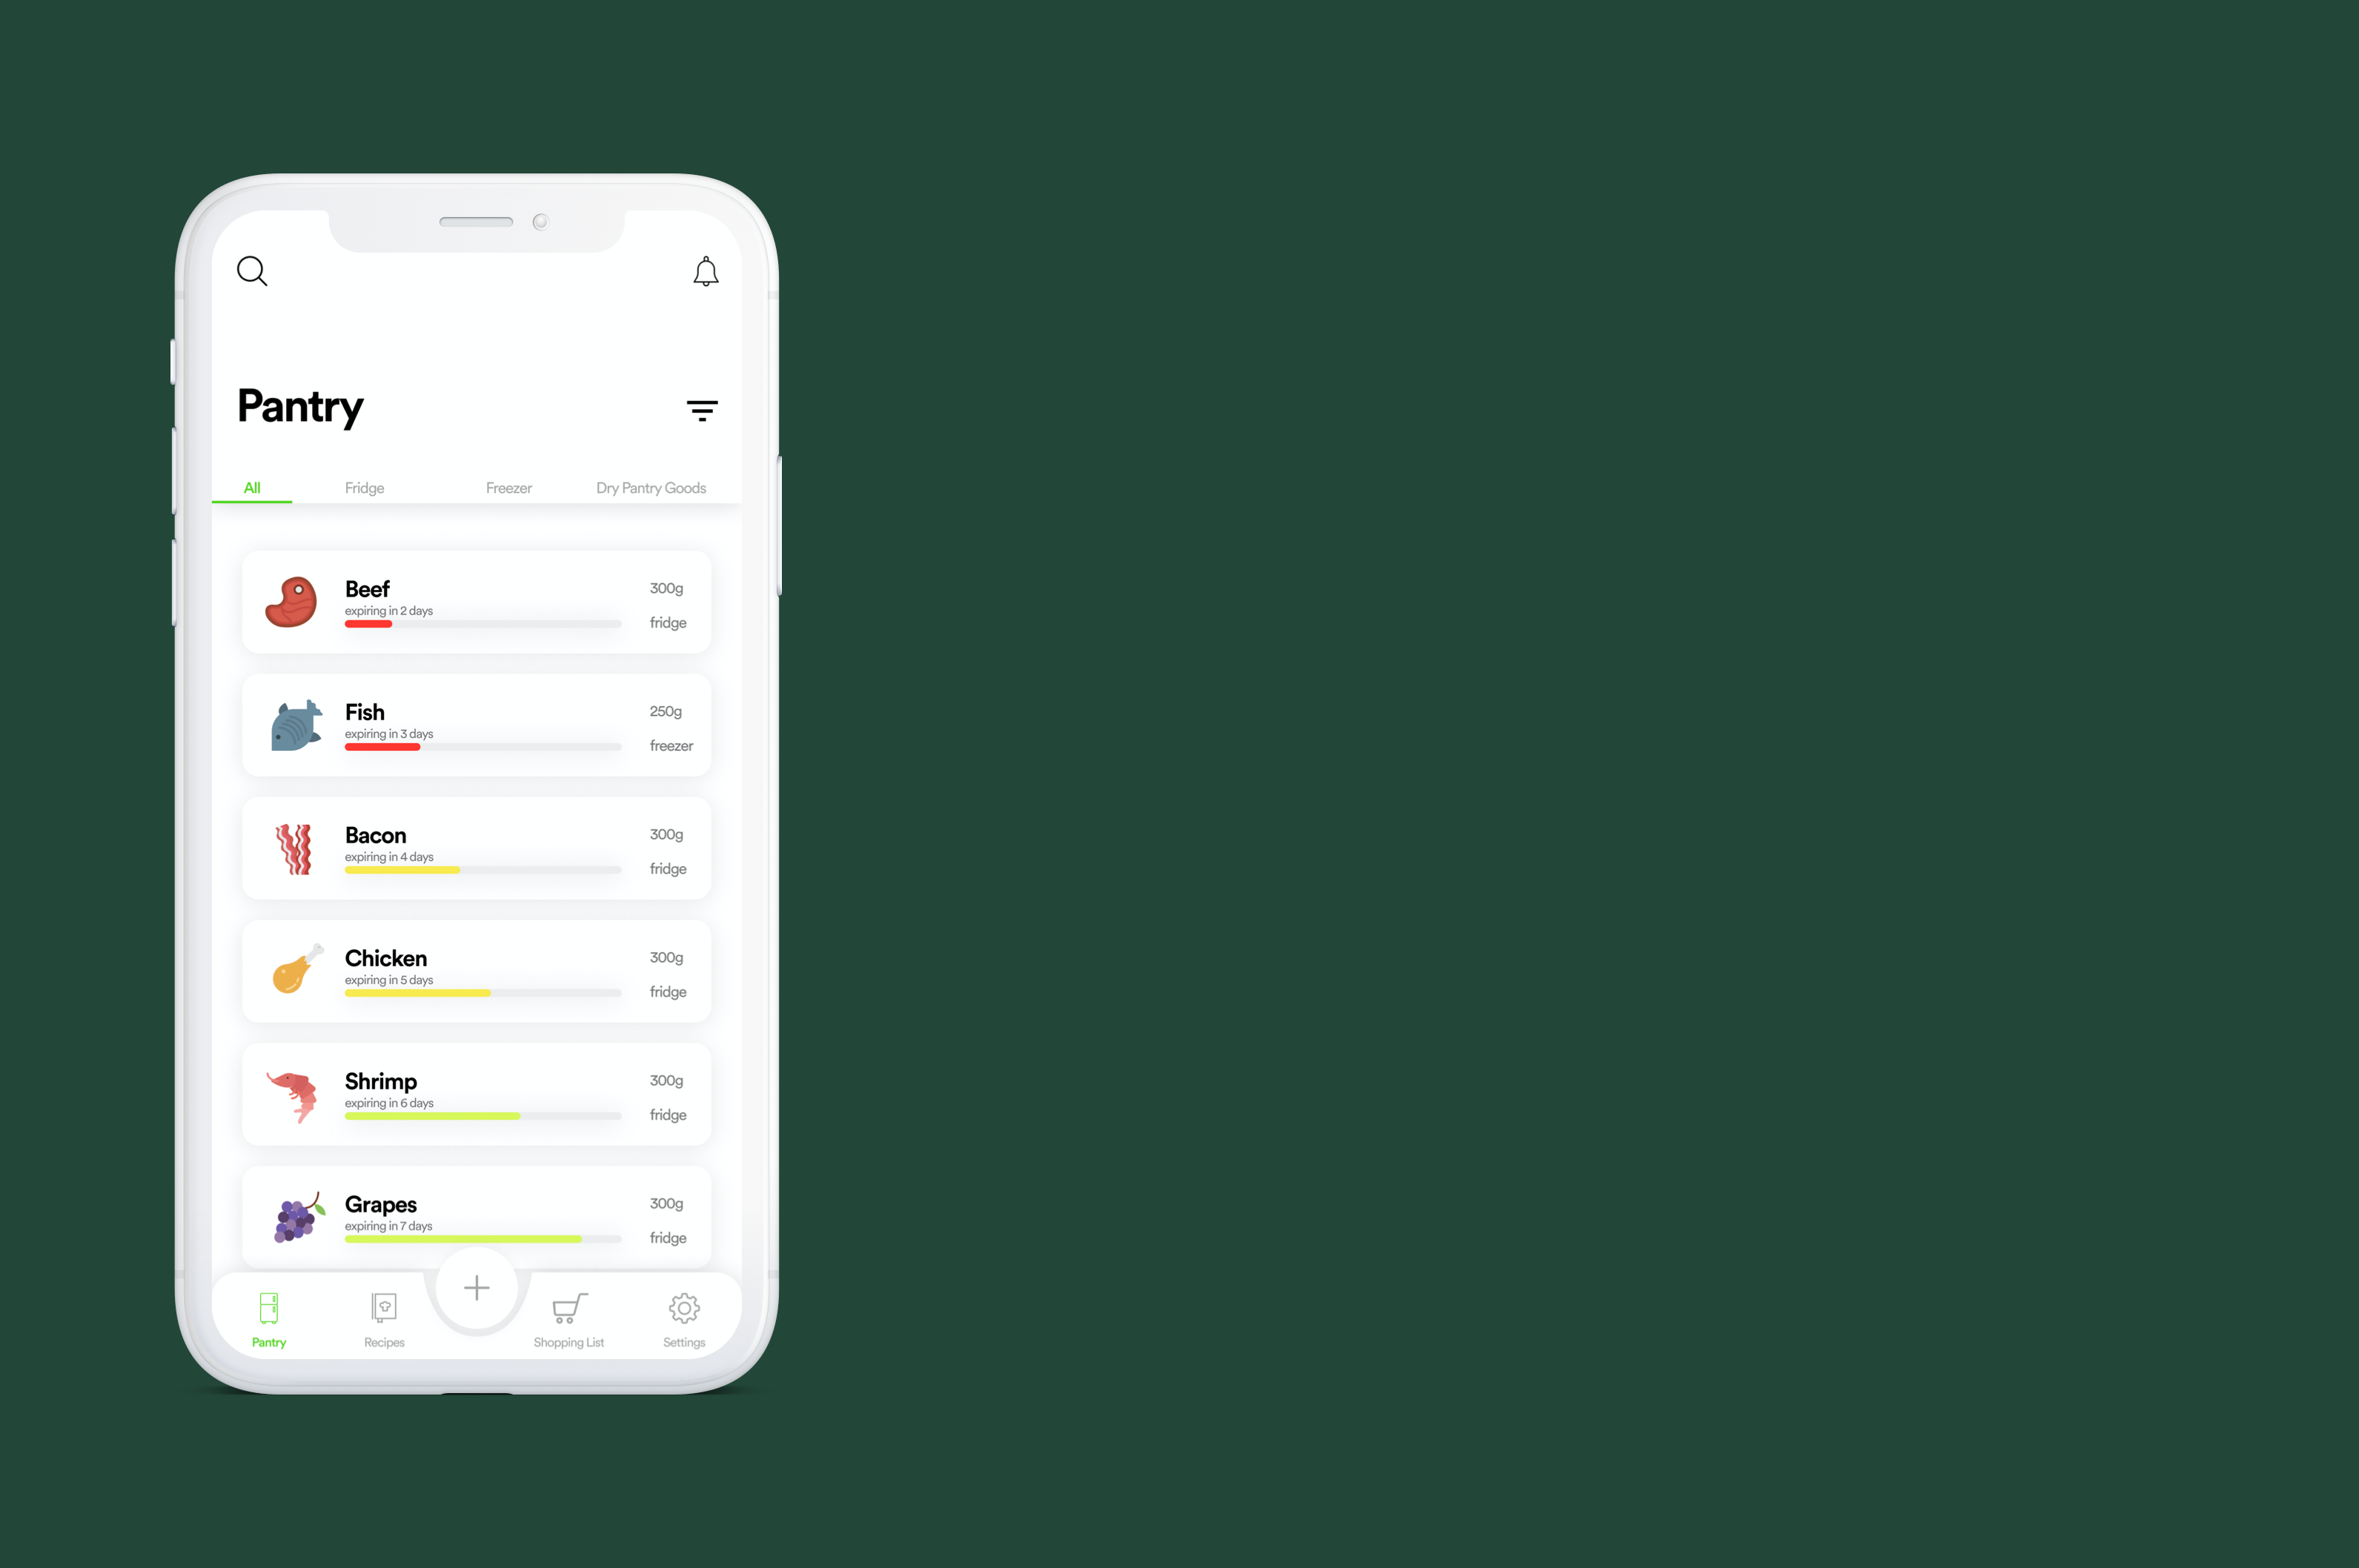 Pantry
All Fridge Freezer Dry Pantry Goods
Beef 300g
expiring in 2 days
fridge
Fish 250g
expiring in 3 days
freezer
Bacon 300g
expiring in 4 days
fridge
Chicken 300g
expiring in 5 days
fridge
Shrimp 300g
expiring in 6 days
fridge
Grapes 300g
expiring in 7 days
fridge
Pantry Recipes Shopping List Settings